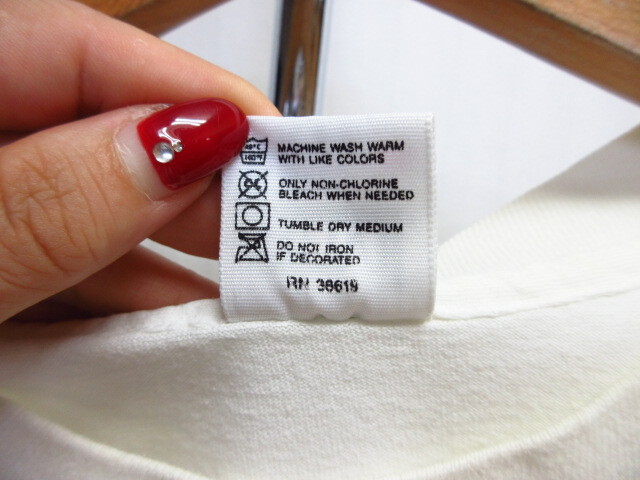 MACHINE WASH WARM
WITH LIKE COLORS
ONLY NON-CHLORINE
BLEACH WHEN NEEDED
TUMBLE DRY MEDIUM
DO NOT IRON
IF DECORATED
RN